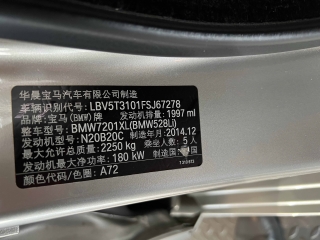 华晨宝马汽车有限公司制造
车辆识别代号: LBV5T3101FSJ67278
品牌: 宝马(BMW)牌 发动机排量: 1997 ml
整车型号: BMW7201XL(BMW528Li)
发动机型号: N20B20C 制造年月: 2014.12
最大允许总质量: 2250 kg 乘坐人数: 5 人
发动机最大净功率: 180 kW 中国制造
颜色代码/色圈: A72